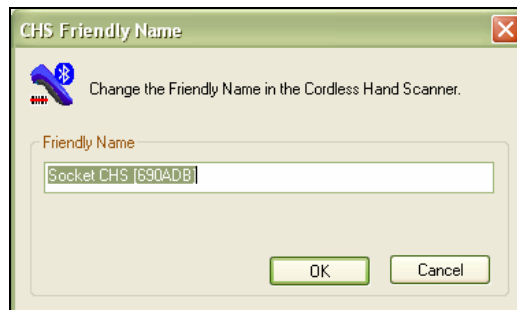 CHS Friendly Name
Change the Friendly Name in the Cordless Hand Scanner.
Friendly Name
Socket CHS [690ADB]
OK
Cancel